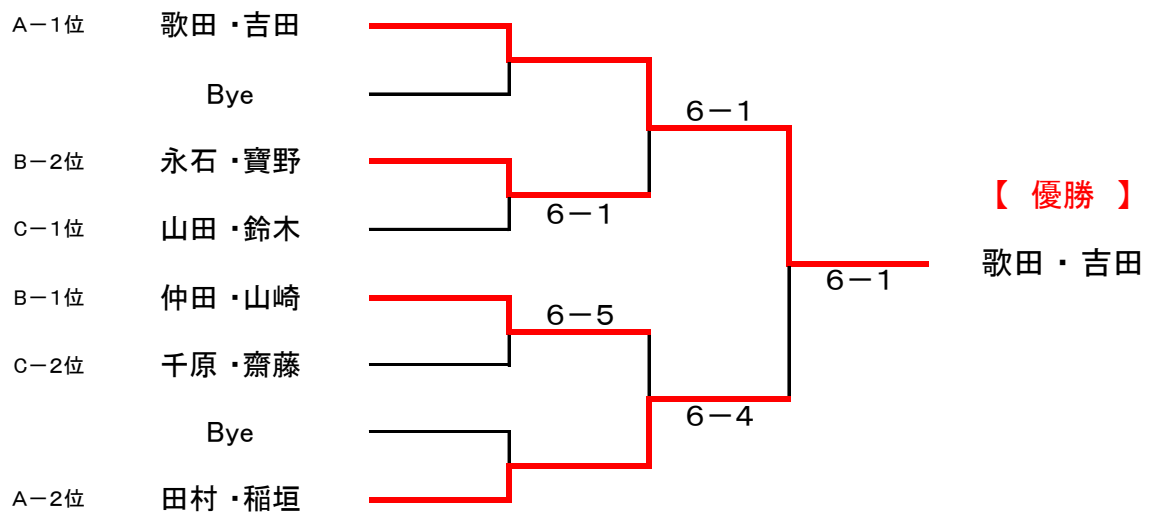 A－1位 歌田・吉田
Bye
6－1
B－2位 永石・寶野
【 優勝 】
6－1
C－1位 山田・鈴木
歌田・吉田
6－1
B－1位 仲田・山崎
6－5
C－2位 千原・齋藤
6－4
Bye
A－2位 田村・稲垣